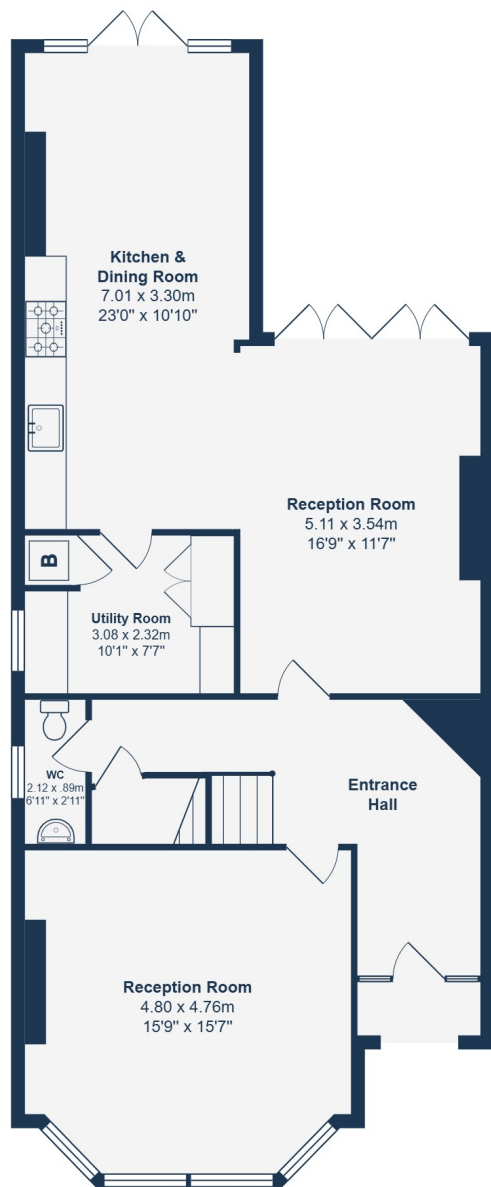 Kitchen &
Dining Room
7.01 x 3.30m
23'0" x 10'10"
Reception Room
5.11 x 3.54m
16'9" x 11'7"
B
Utility Room
3.08 x 2.32m
10'1" x 7'7"
WC
2.12 x .89m
6'11" x 2'11"
Entrance
Hall
Reception Room
4.80 x 4.76m
15'9" x 15'7"